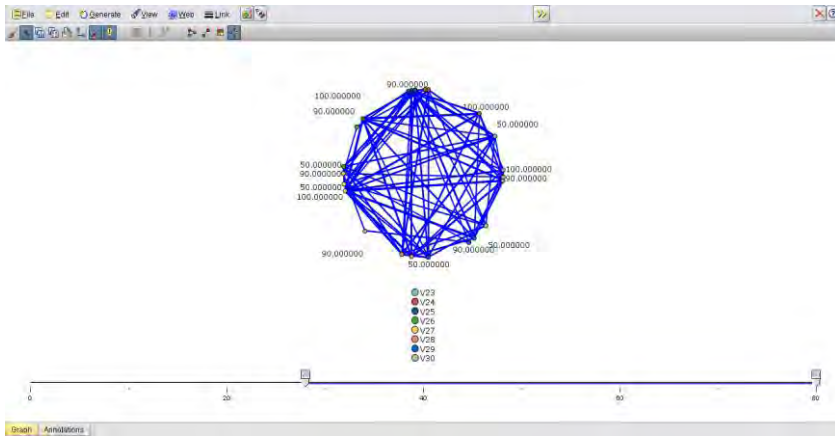 File Edit Generate View Web Link
90.000000
100.000000
100.000000
90.000000
50.000000
50.000000
100.000000
90.000000
90.000000
50.000000
100.000000
50.000000
90.000000
90.000000
50.000000
V23
V24
V25
V26
V27
V28
V29
V30
0 20 40 60 80
Graph Annotations